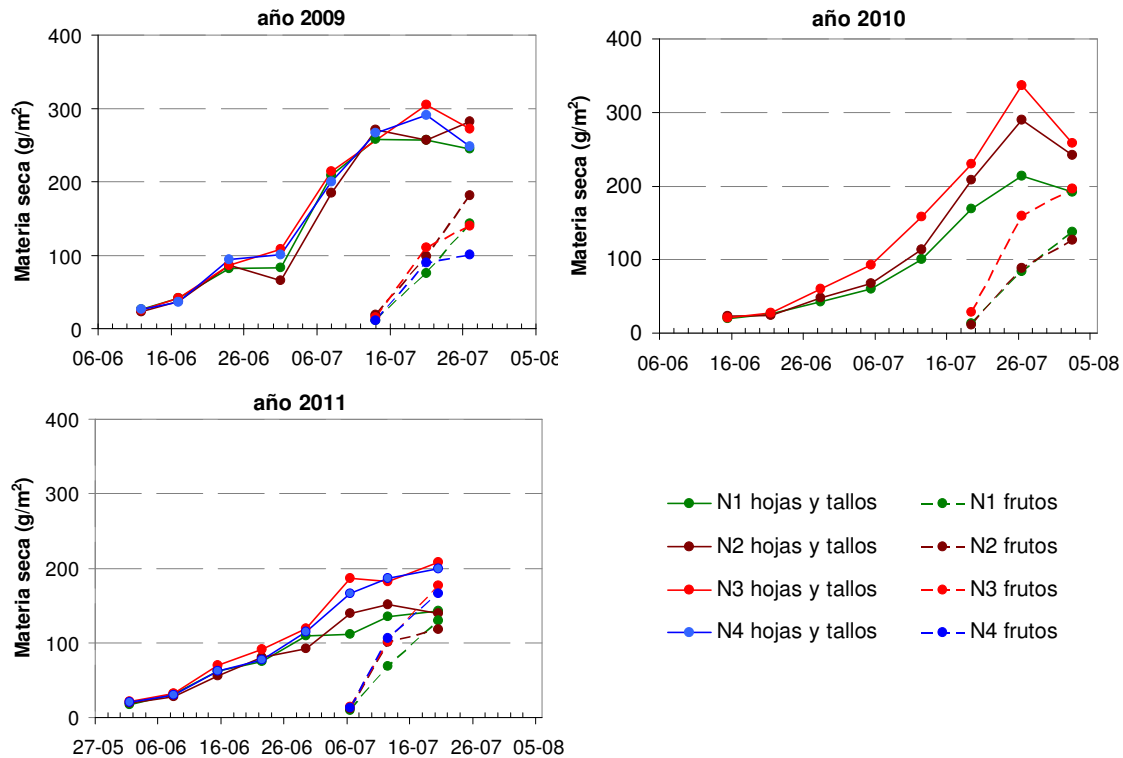 año 2009
Materia seca (g/m²)
400
300
200
100
0
06-06 16-06 26-06 06-07 16-07 26-07 05-08
año 2010
Materia seca (g/m²)
400
300
200
100
0
06-06 16-06 26-06 06-07 16-07 26-07 05-08
año 2011
Materia seca (g/m²)
400
300
200
100
0
27-05 06-06 16-06 26-06 06-07 16-07 26-07 05-08
N1 hojas y tallos N1 frutos
N2 hojas y tallos N2 frutos
N3 hojas y tallos N3 frutos
N4 hojas y tallos N4 frutos